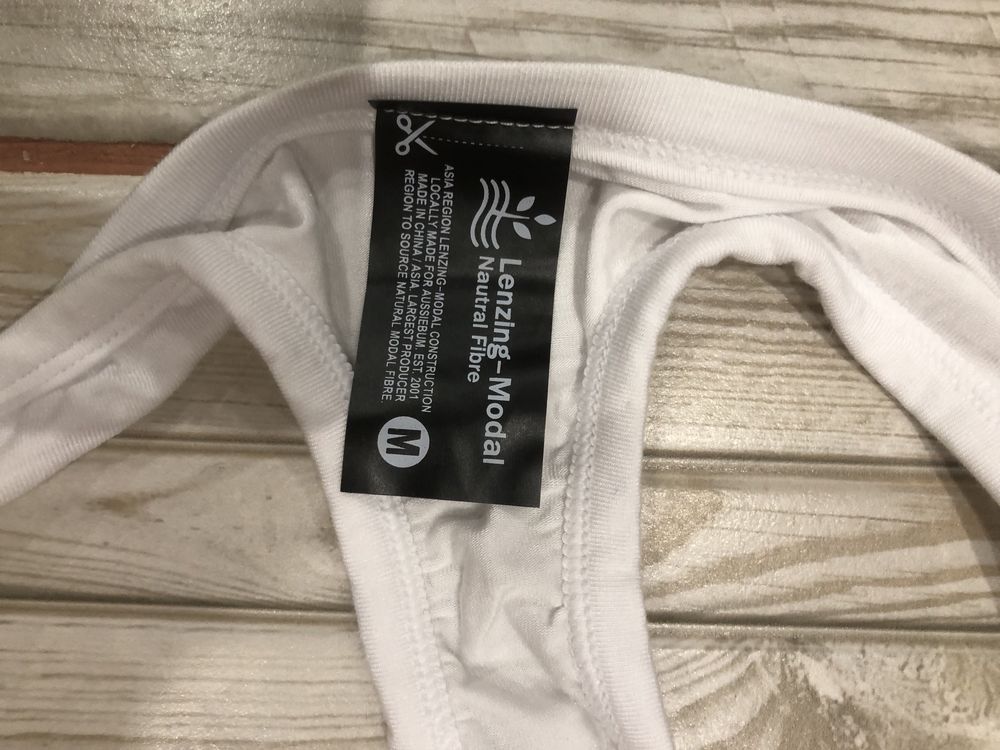 Lenzing-Modal
Nautral Fibre
ASIA REGION LENZING-MODAL CONSTRUCTION
LOCALLY MADE FOR AUSSIEBUM. EST. 2001
MADE IN CHINA / ASIA. LARGEST PRODUCER
REGION TO SOURCE NATURAL MODAL FIBRE.
M